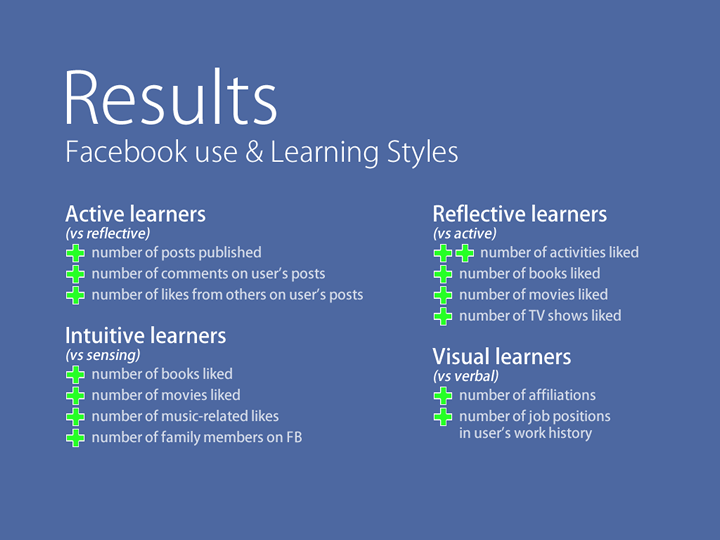 Results
Facebook use & Learning Styles
Active learners
(vs reflective)
number of posts published
number of comments on user’s posts
number of likes from others on user’s posts
Intuitive learners
(vs sensing)
number of books liked
number of movies liked
number of music-related likes
number of family members on FB
Reflective learners
(vs active)
number of activities liked
number of books liked
number of movies liked
number of TV shows liked
Visual learners
(vs verbal)
number of affiliations
number of job positions
in user’s work history